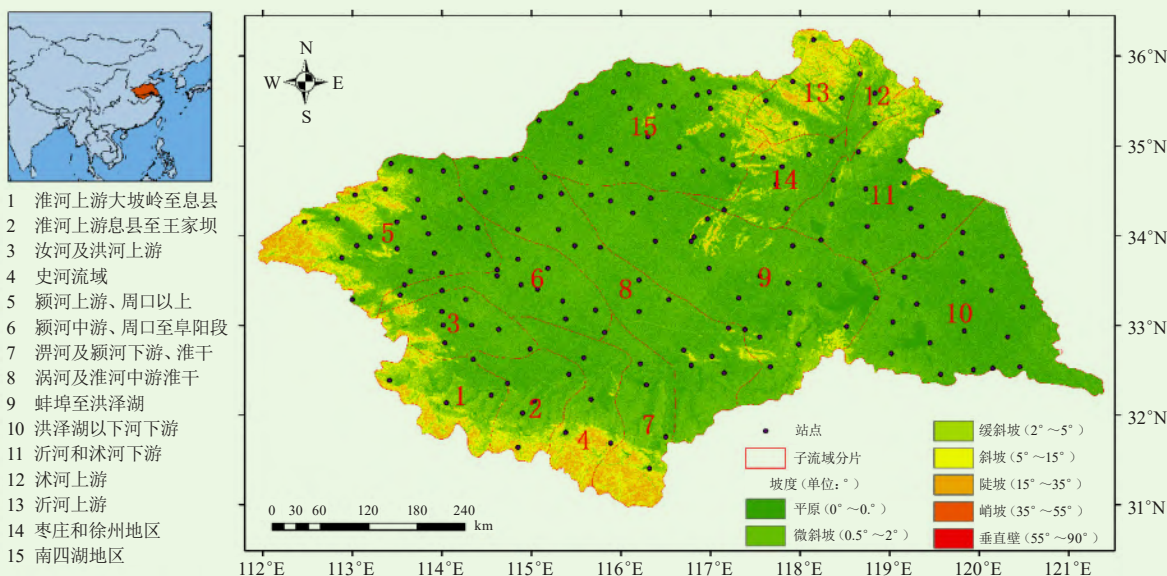 1 淮河上游大坡岭至息县
2 淮河上游息县至王家坝
3 汝河及洪河上游
4 史河流域
5 颍河上游、周口以上
6 颍河中游、周口至阜阳段
7 淠河及颍河下游、淮干
8 涡河及淮河中游淮干
9 蚌埠至洪泽湖
10 洪泽湖以下河下游
11 沂河和沭河下游
12 沭河上游
13 沂河上游
14 枣庄和徐州地区
15 南四湖地区
N
W E
S
13
12
15
14
11
5
6
8
9
10
3
1
2
4
7
36°N
35°N
34°N
33°N
32°N
31°N
站点
子流域分片
坡度(单位:°)
平原(0°～0.°)
微斜坡(0.5°～2°)
缓斜坡(2°～5°)
斜坡(5°～15°)
陡坡(15°～35°)
峭坡(35°～55°)
垂直壁(55°～90°)
0 30 60 120 180 240
km
112°E 113°E 114°E 115°E 116°E 117°E 118°E 119°E 120°E 121°E